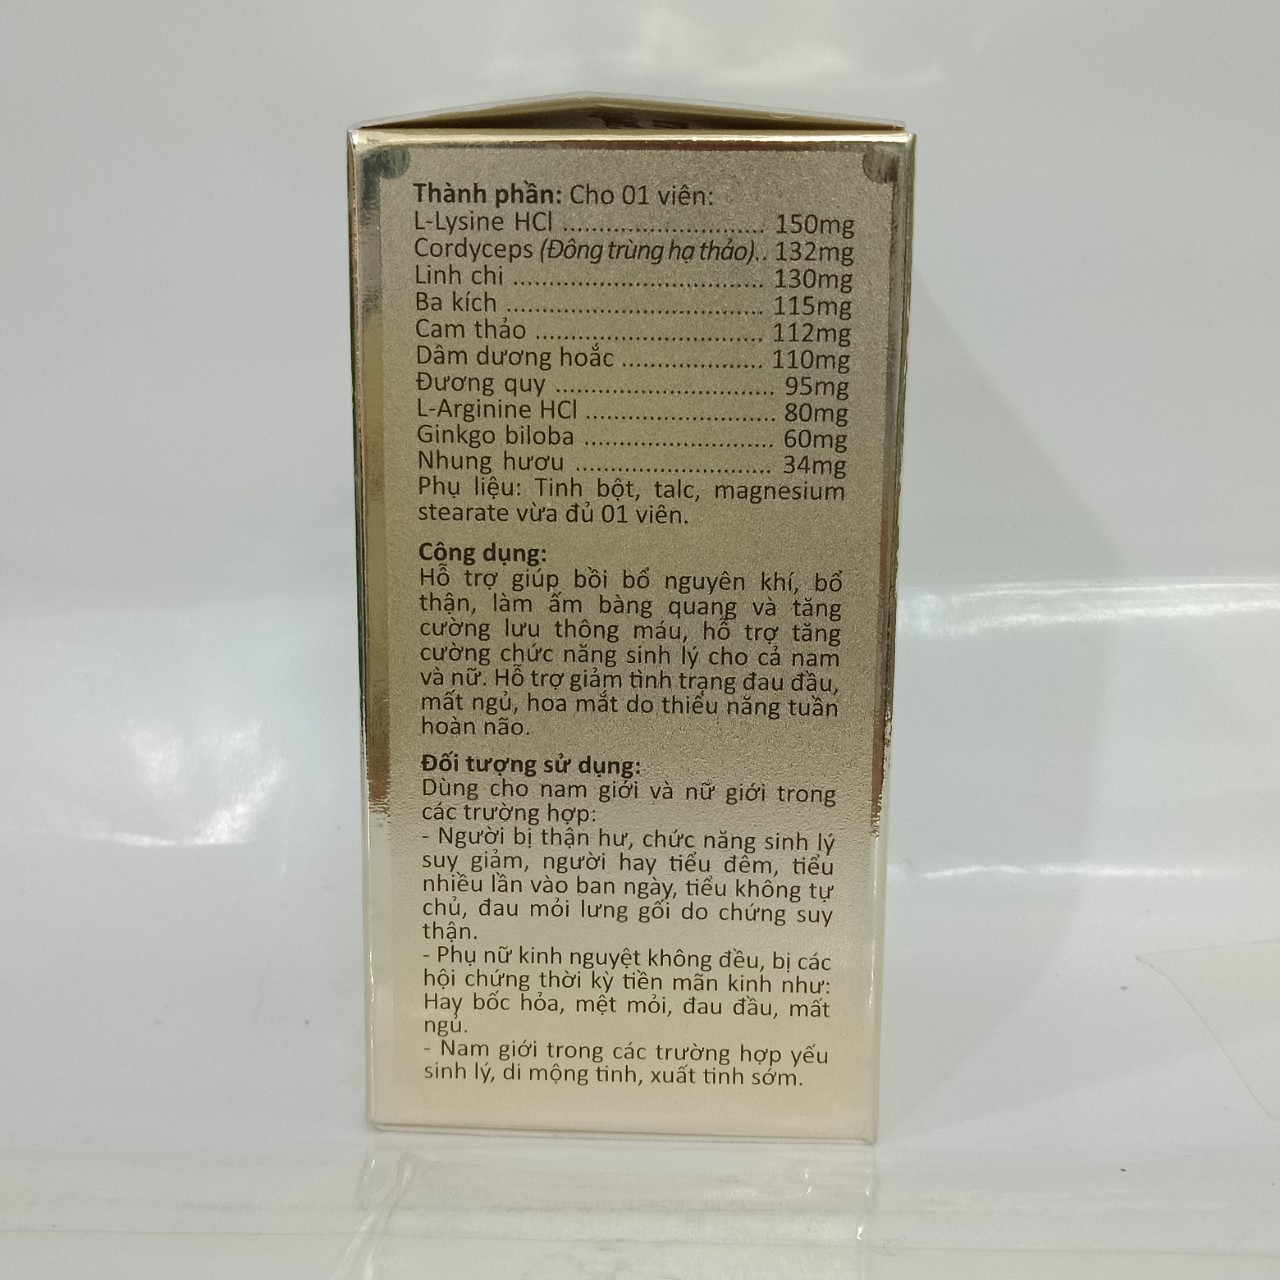 Thành phần: Cho 01 viên:
L-Lysine HCl ............................. 150mg
Cordyceps (Đông trùng hạ thảo).. 132mg
Linh chi .................................... 130mg
Ba kích ..................................... 115mg
Cam thảo ................................. 112mg
Dâm dương hoắc .................... 110mg
Đương quy ............................... 95mg
L-Arginine HCl ........................... 80mg
Ginkgo biloba ........................... 60mg
Nhung hươu ............................ 34mg
Phụ liệu: Tinh bột, talc, magnesium
stearate vừa đủ 01 viên.
Công dụng:
Hỗ trợ giúp bồi bổ nguyên khí, bổ
thận, làm ấm bàng quang và tăng
cường lưu thông máu, hỗ trợ tăng
cường chức năng sinh lý cho cả nam
và nữ. Hỗ trợ giảm tình trạng đau đầu,
mất ngủ, hoa mắt do thiểu năng tuần
hoàn não.
Đối tượng sử dụng:
Dùng cho nam giới và nữ giới trong
các trường hợp:
- Người bị thận hư, chức năng sinh lý
suy giảm, người hay tiểu đêm, tiểu
nhiều lần vào ban ngày, tiểu không tự
chủ, đau mỏi lưng gối do chứng suy
thận.
- Phụ nữ kinh nguyệt không đều, bị các
hội chứng thời kỳ tiền mãn kinh như:
Hay bốc hỏa, mệt mỏi, đau đầu, mất
ngủ.
- Nam giới trong các trường hợp yếu
sinh lý, di mộng tinh, xuất tinh sớm.